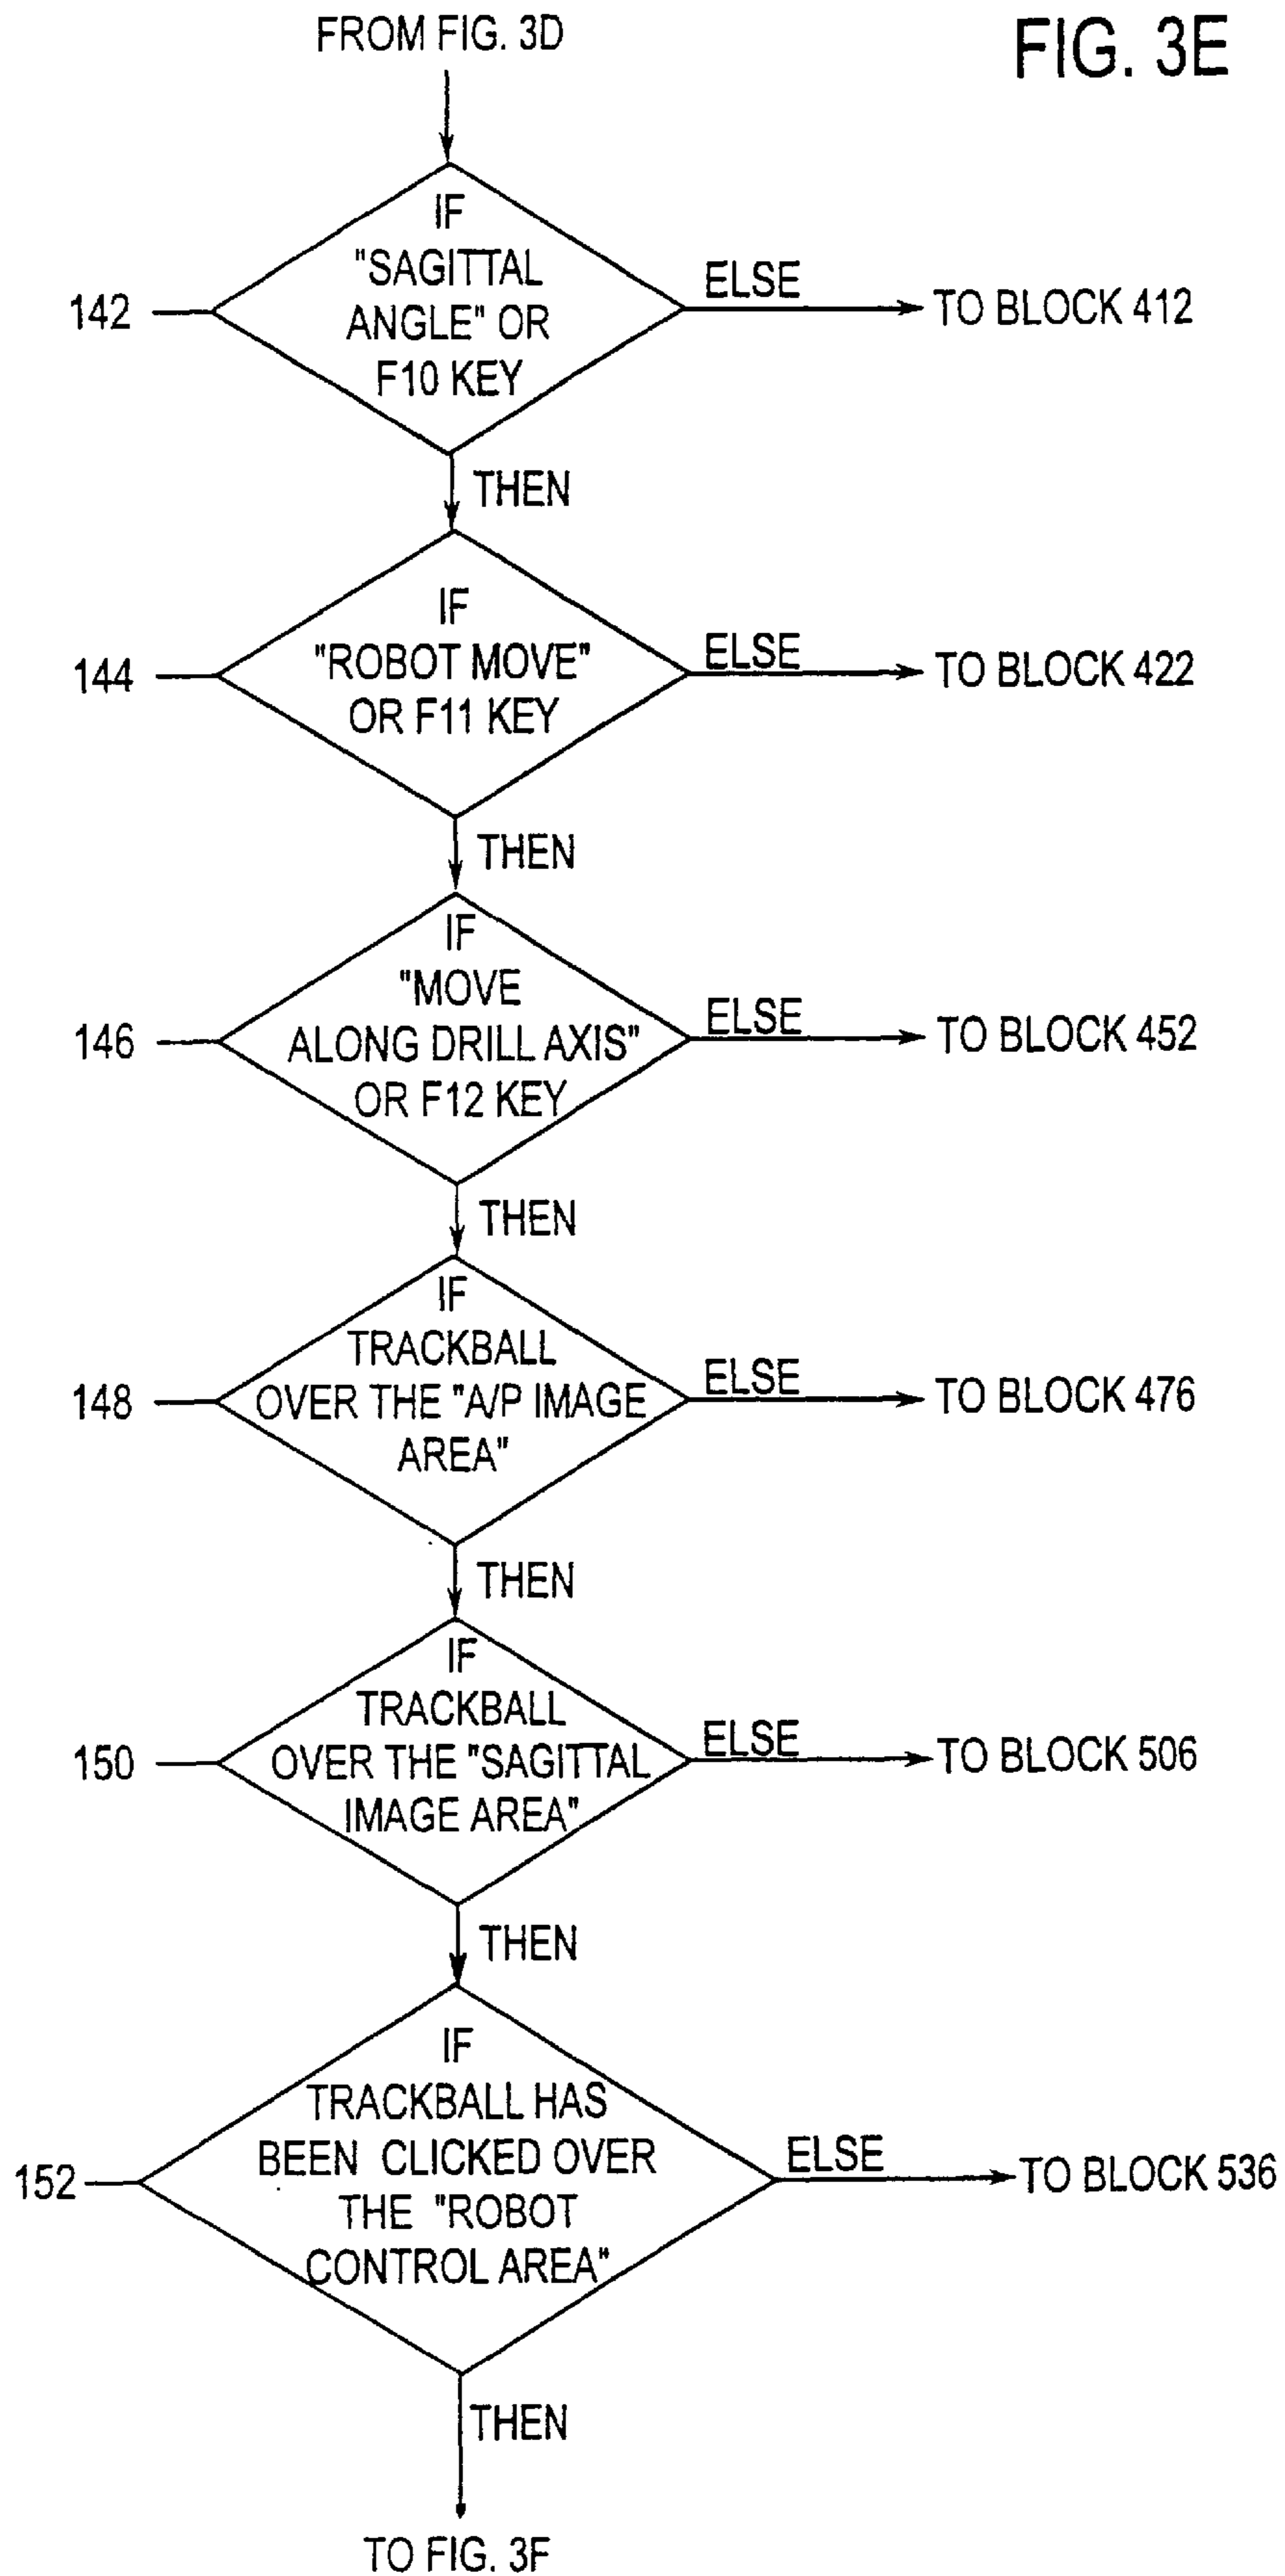 FROM FIG. 3D
FIG. 3E
IF
"SAGITTAL
ANGLE" OR
F10 KEY
142
ELSE
TO BLOCK 412
THEN
IF
"ROBOT MOVE"
OR F11 KEY
144
ELSE
TO BLOCK 422
THEN
IF
"MOVE
ALONG DRILL AXIS"
OR F12 KEY
146
ELSE
TO BLOCK 452
THEN
IF
TRACKBALL
OVER THE "A/P IMAGE
AREA"
148
ELSE
TO BLOCK 476
THEN
IF
TRACKBALL
OVER THE "SAGITTAL
IMAGE AREA"
150
ELSE
TO BLOCK 506
THEN
IF
TRACKBALL HAS
BEEN CLICKED OVER
THE "ROBOT
CONTROL AREA"
152
ELSE
TO BLOCK 536
THEN
TO FIG. 3F